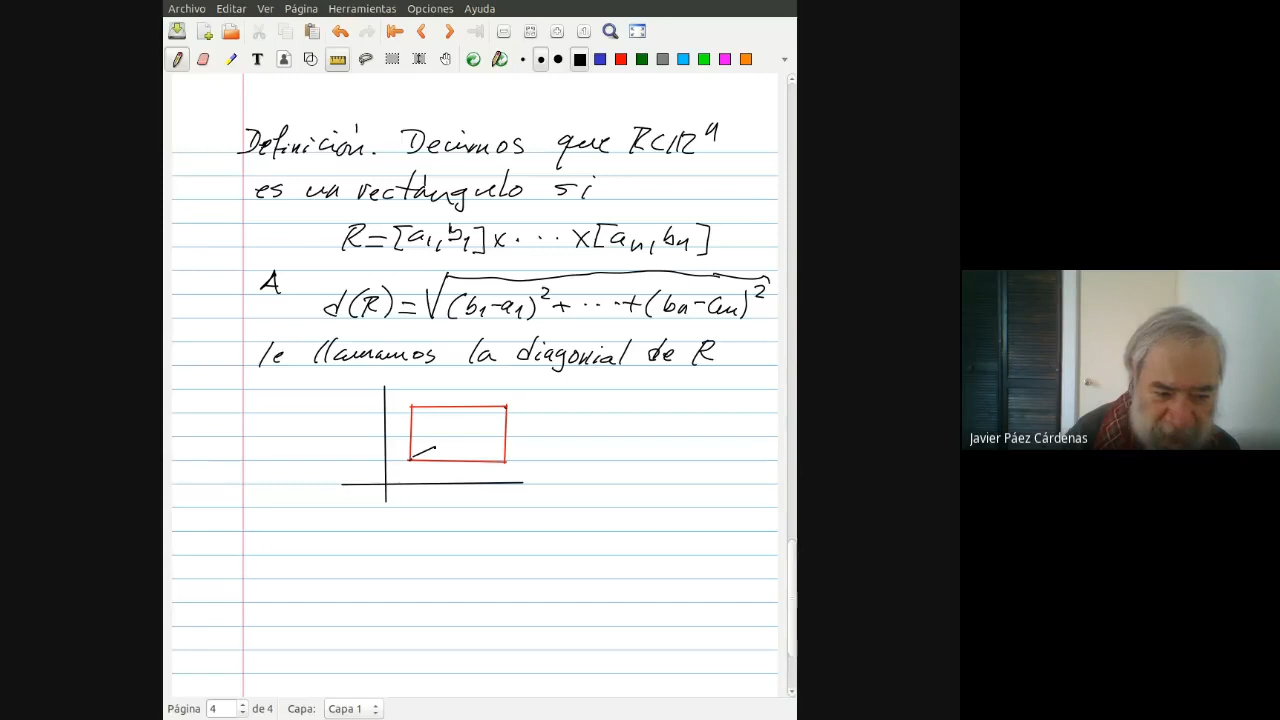 Archivo Editar Ver Página Herramientas Opciones Ayuda
Definición. Decimos que R⊂ℝⁿ
es un rectángulo si
R=[a₁,b₁]x···x[aₙ,bₙ]
A
d(R)=√(b₁-a₁)²+···+(bₙ-aₙ)²
le llamamos la diagonial de R
Javier Páez Cárdenas
Página 4 de 4 Capa: Capa 1